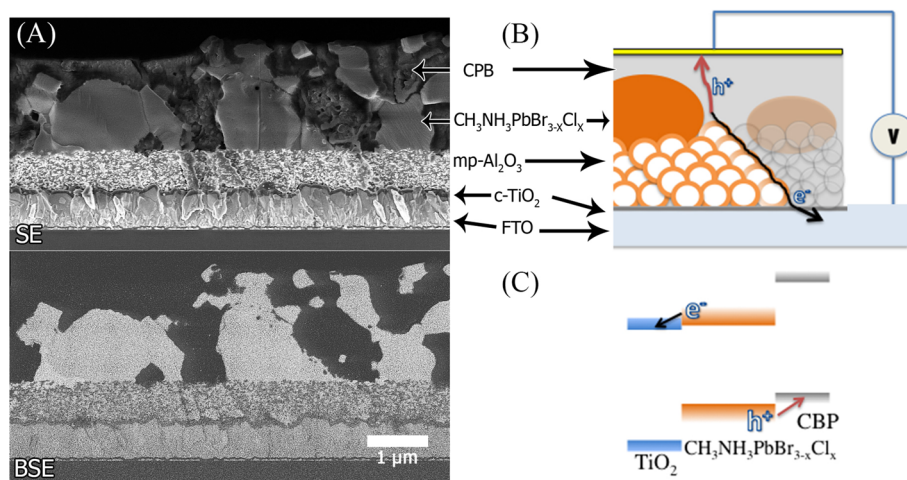 (A)
SE
BSE
1 µm
CPB
CH₃NH₃PbBr₃₋ₓClₓ
mp-Al₂O₃
c-TiO₂
FTO
(B)
h⁺
e⁻
V
(C)
e⁻
h⁺
CBP
TiO₂
CH₃NH₃PbBr₃₋ₓClₓ